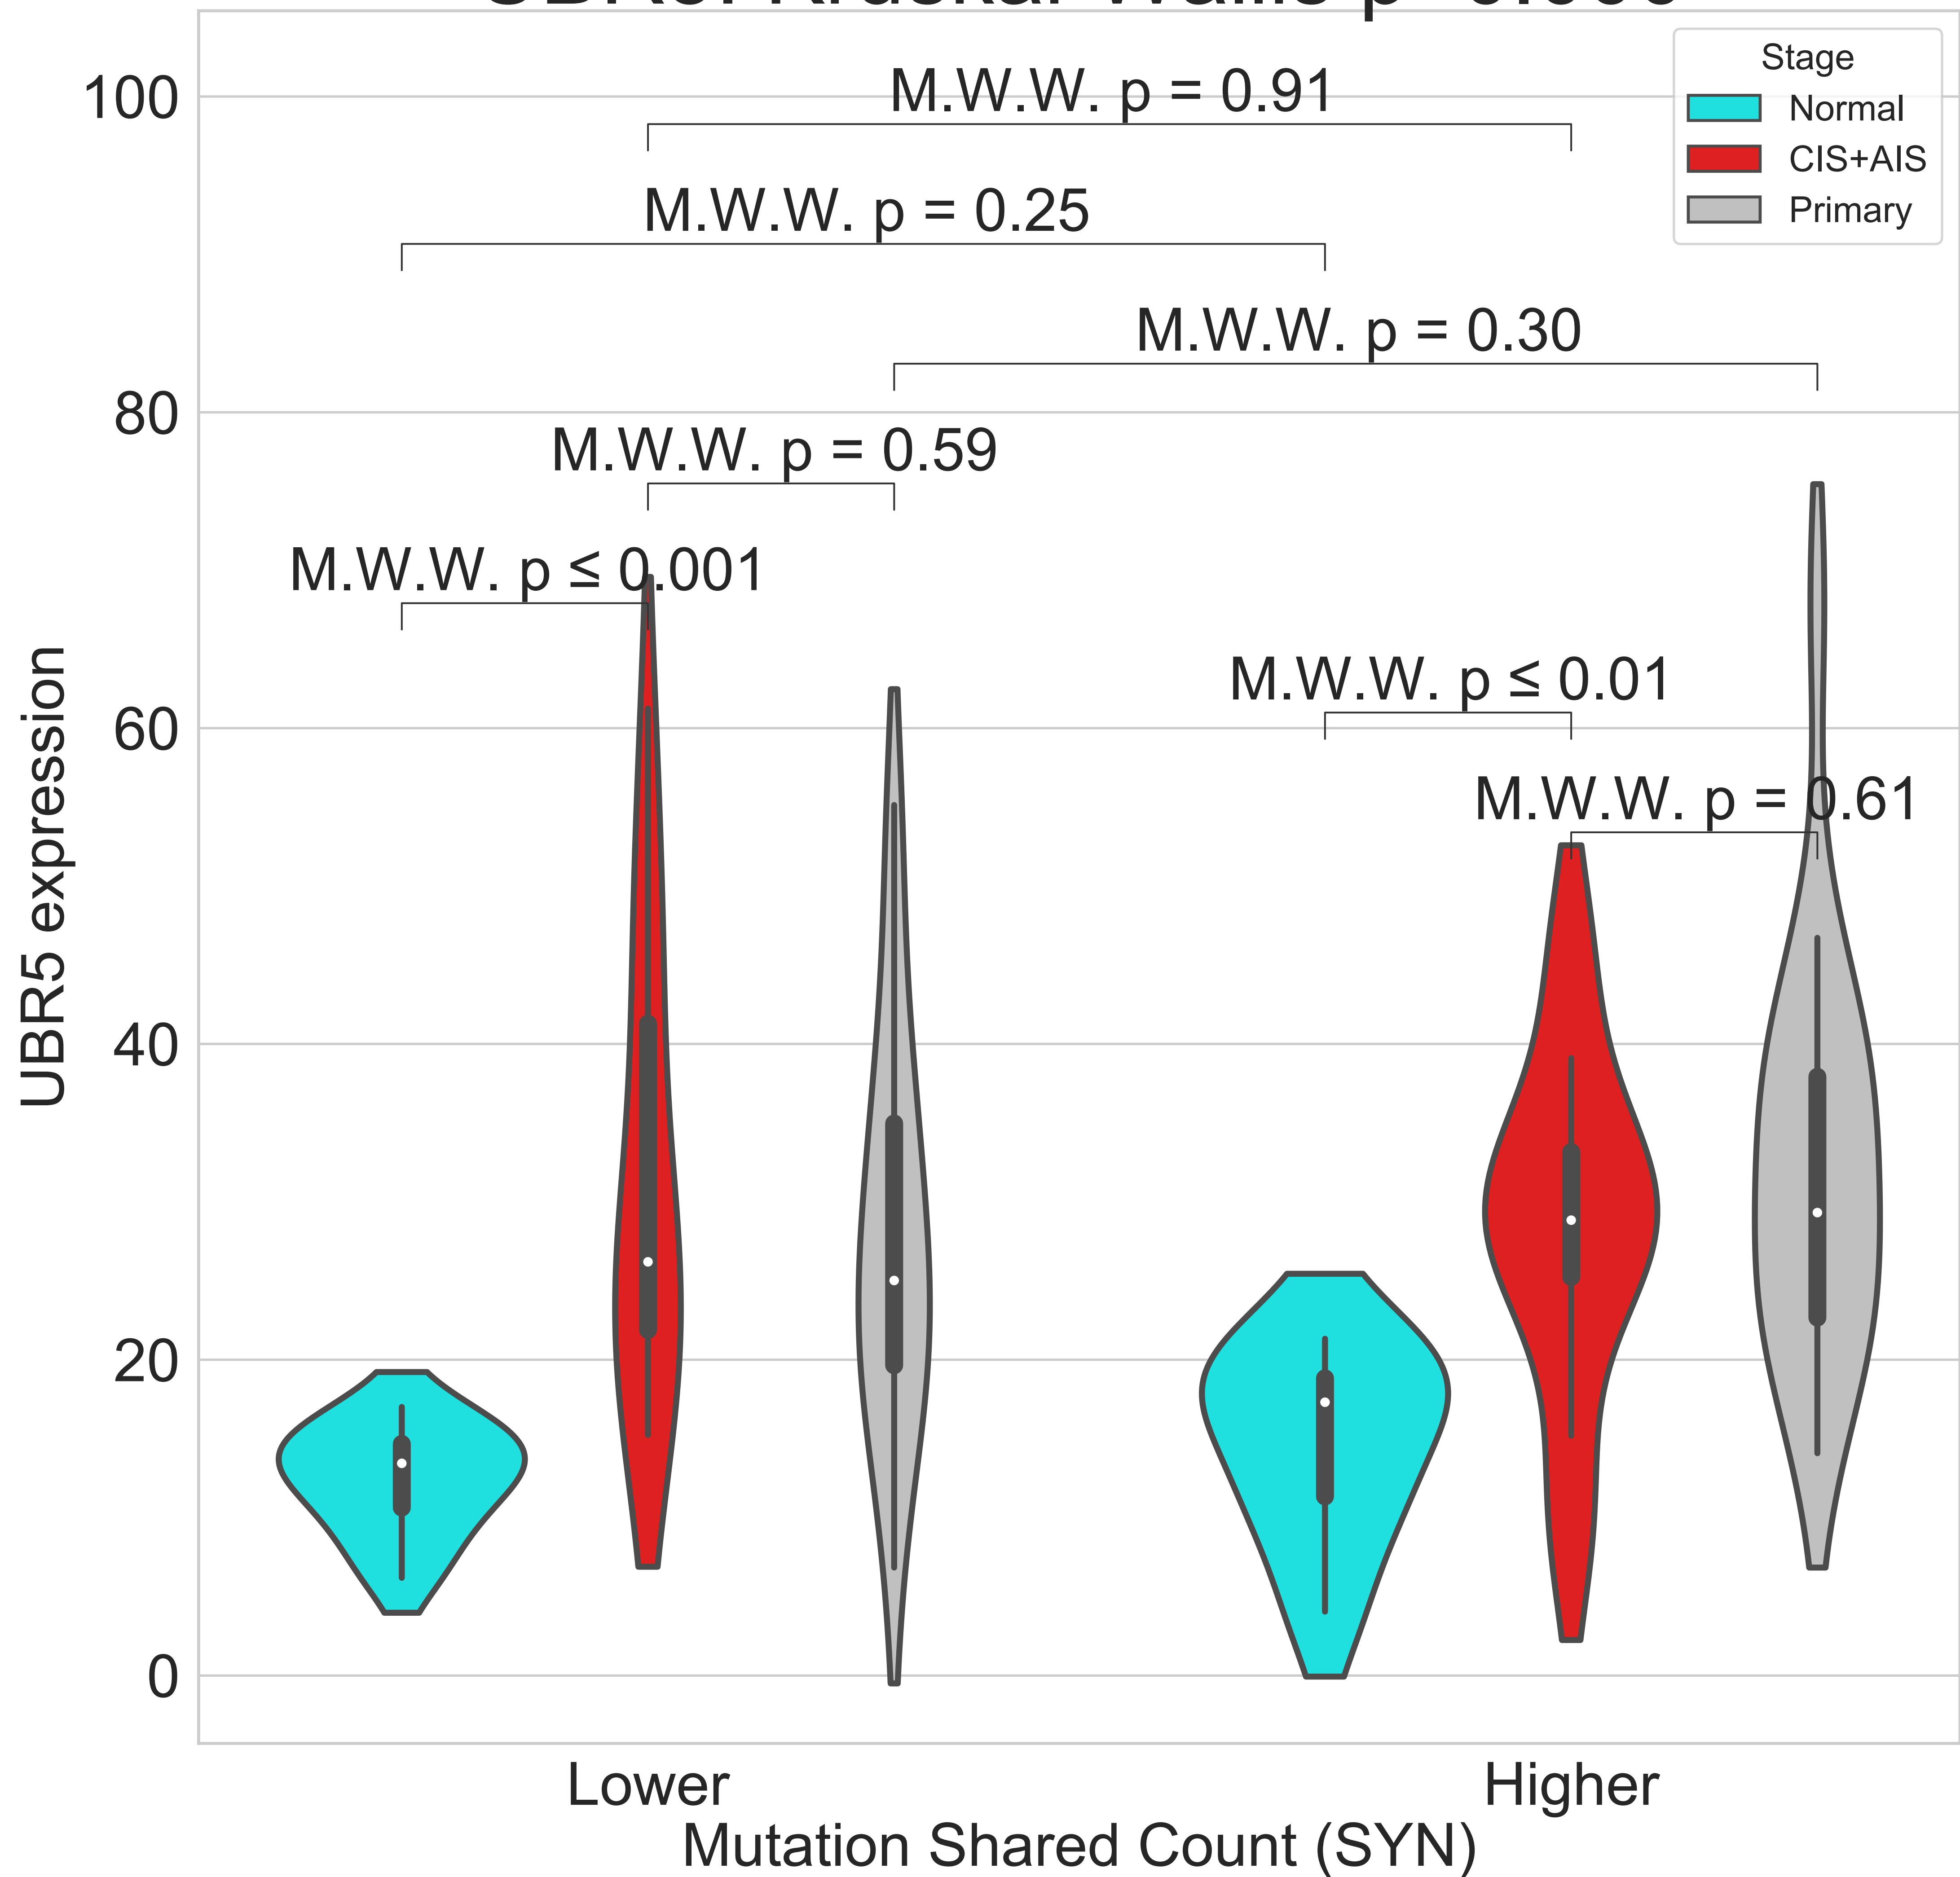 Stage
Normal
CIS+AIS
Primary
M.W.W. p = 0.91
M.W.W. p = 0.25
M.W.W. p = 0.30
M.W.W. p = 0.59
M.W.W. p ≤ 0.001
M.W.W. p ≤ 0.01
M.W.W. p = 0.61
100
80
60
40
20
0
UBR5 expression
Lower
Higher
Mutation Shared Count (SYN)